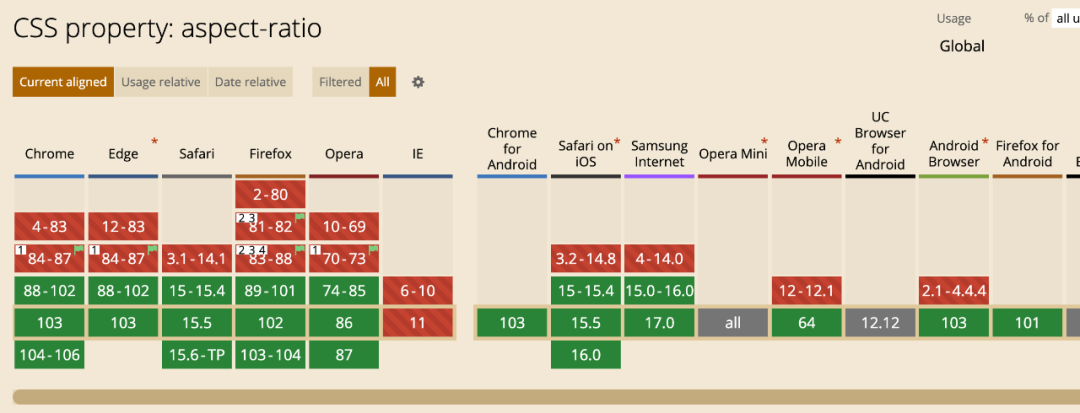 CSS property: aspect-ratio
Usage % of all u
Global
Current aligned Usage relative Date relative Filtered All
Chrome Edge * Safari Firefox Opera IE Chrome for Android Safari on iOS * Samsung Internet Opera Mini * Opera Mobile * UC Browser for Android Android Browser * Firefox for Android
2-80
4-83 12-83 2 3 81-82 10-69
1 84-87 1 84-87 3.1-14.1 2 3 4 83-88 1 70-73 3.2-14.8 4-14.0
88-102 88-102 15-15.4 89-101 74-85 6-10 15-15.4 15.0-16.0 12-12.1 2.1-4.4.4
103 103 15.5 102 86 11 103 15.5 17.0 all 64 12.12 103 101
104-106 15.6-TP 103-104 87 16.0